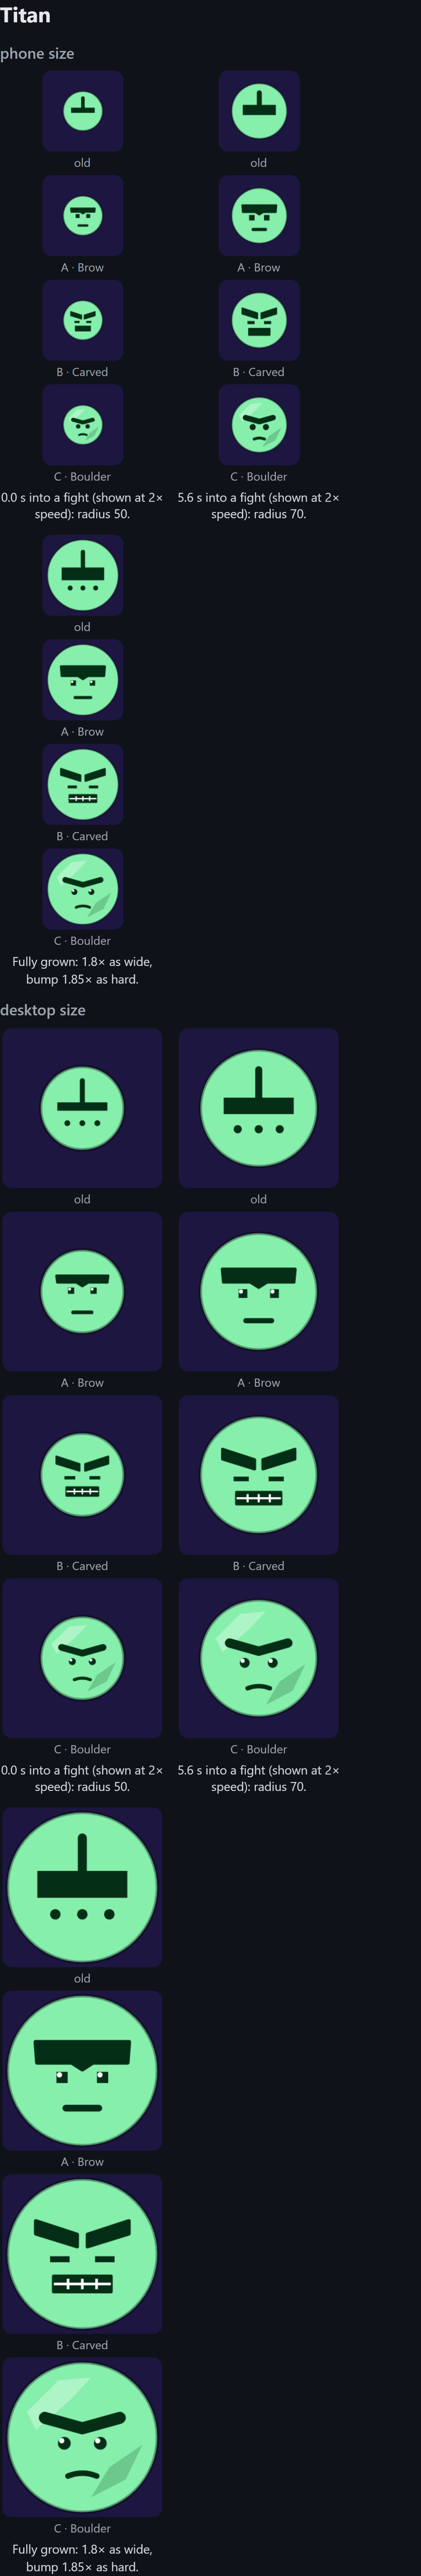 Titan
phone size
old
old
A · Brow
A · Brow
B · Carved
B · Carved
C · Boulder
C · Boulder
0.0 s into a fight (shown at 2×
speed): radius 50.
5.6 s into a fight (shown at 2×
speed): radius 70.
old
A · Brow
B · Carved
C · Boulder
Fully grown: 1.8× as wide,
bump 1.85× as hard.
desktop size
old
old
A · Brow
A · Brow
B · Carved
B · Carved
C · Boulder
C · Boulder
0.0 s into a fight (shown at 2×
speed): radius 50.
5.6 s into a fight (shown at 2×
speed): radius 70.
old
A · Brow
B · Carved
C · Boulder
Fully grown: 1.8× as wide,
bump 1.85× as hard.